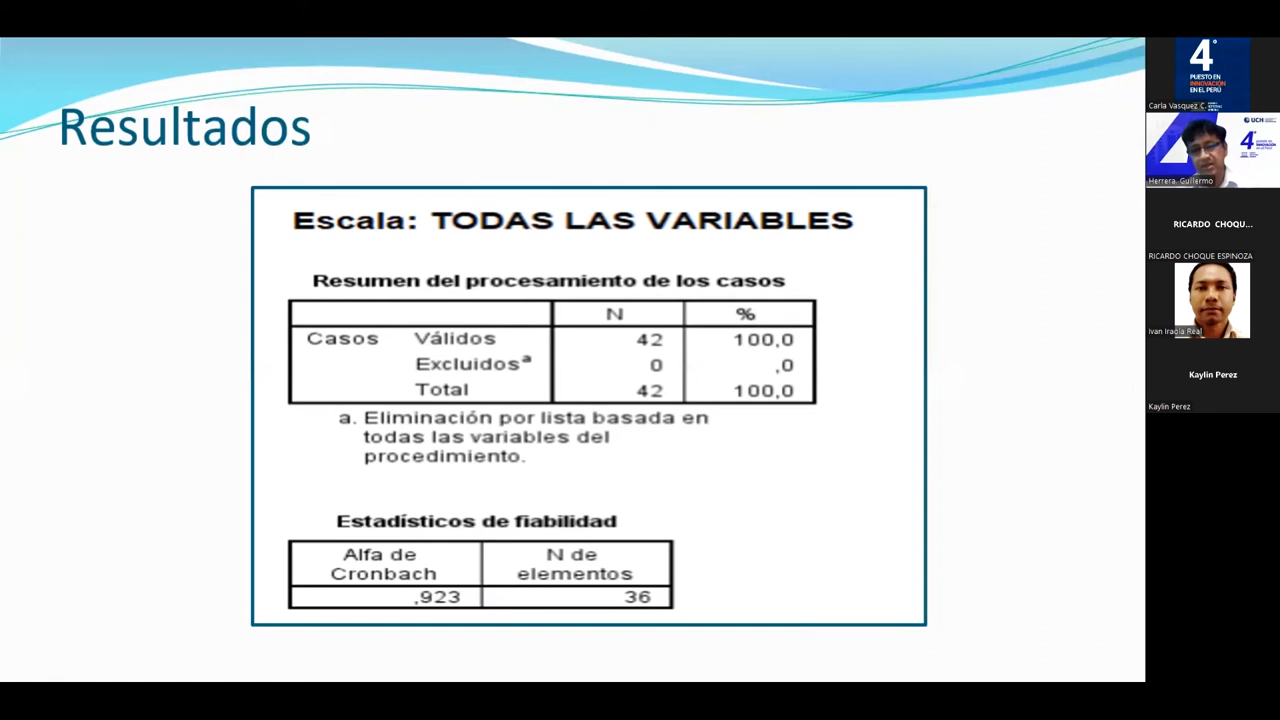 Resultados
Escala: TODAS LAS VARIABLES
Resumen del procesamiento de los casos
N %
Casos Válidos 42 100,0
Excluidosª 0 ,0
Total 42 100,0
a. Eliminación por lista basada en
todas las variables del
procedimiento.
Estadísticos de fiabilidad
Alfa de N de
Cronbach elementos
,923 36
4°
PUESTO EN
INNOVACIÓN
EN EL PERÚ
Carla Vasquez C.
UCH
4°
Herrera. Guillermo
RICARDO CHOQU...
RICARDO CHOQUE ESPINOZA
Ivan Iraola Real
Kaylin Perez
Kaylin Perez